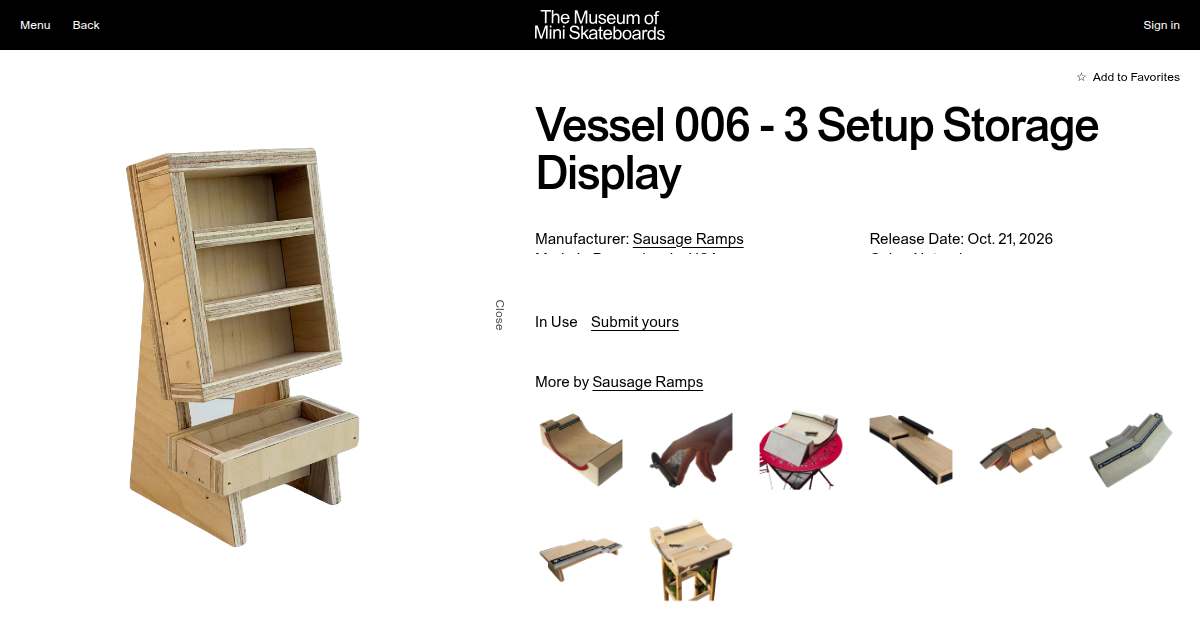 Menu
Back
The Museum of
Mini Skateboards
Sign in
☆ Add to Favorites
Vessel 006 - 3 Setup Storage
Display
Manufacturer: Sausage Ramps
Release Date: Oct. 21, 2026
Close
In Use Submit yours
More by Sausage Ramps